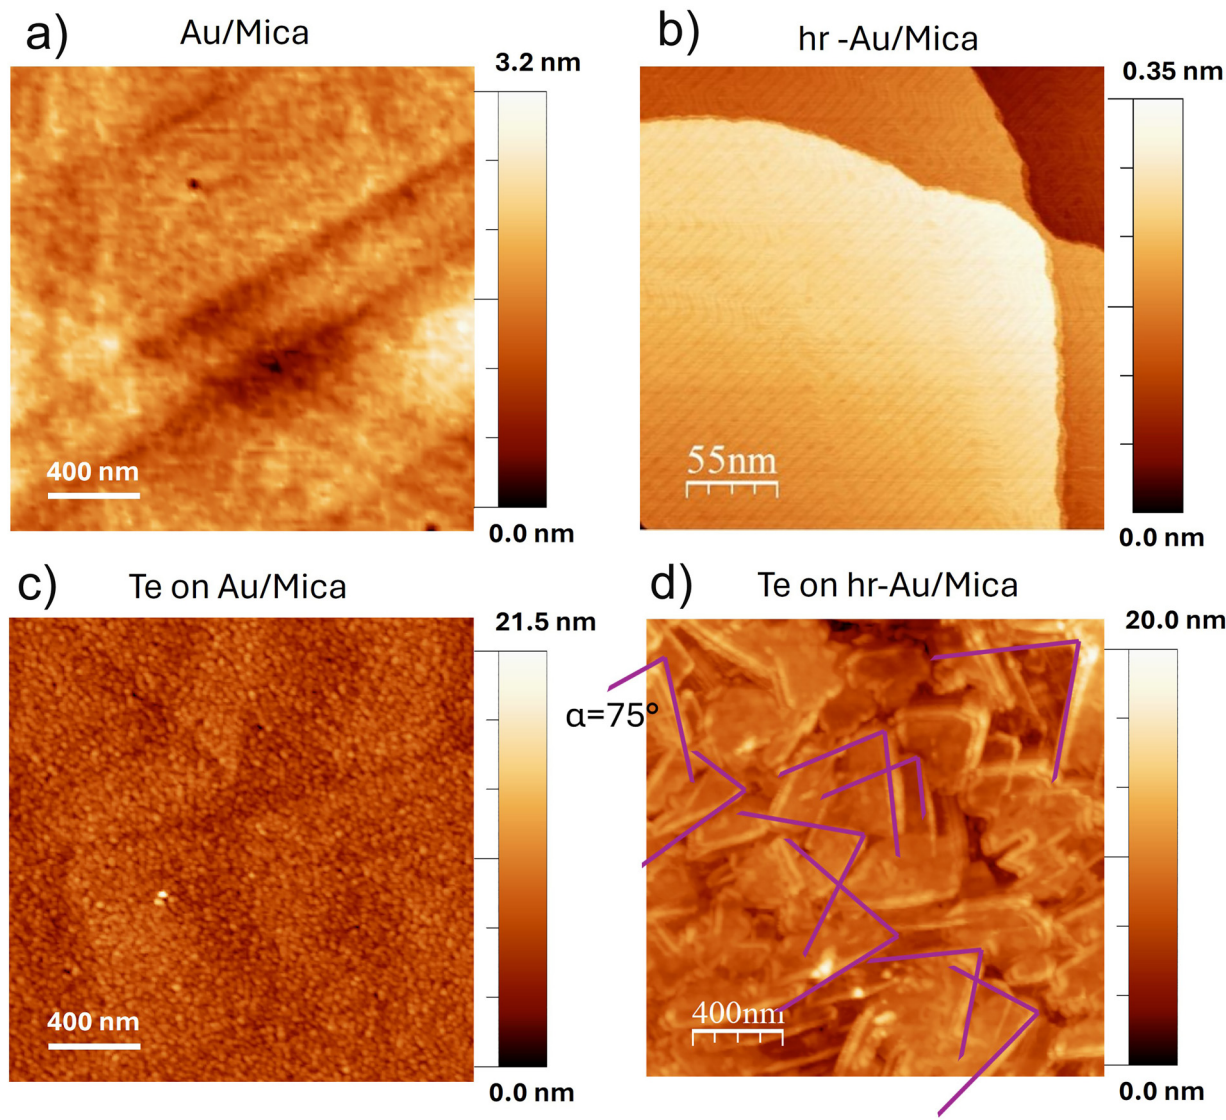 a)
Au/Mica
3.2 nm
400 nm
0.0 nm
b)
hr -Au/Mica
0.35 nm
55nm
0.0 nm
c)
Te on Au/Mica
21.5 nm
400 nm
0.0 nm
d)
Te on hr-Au/Mica
20.0 nm
α=75°
400nm
0.0 nm